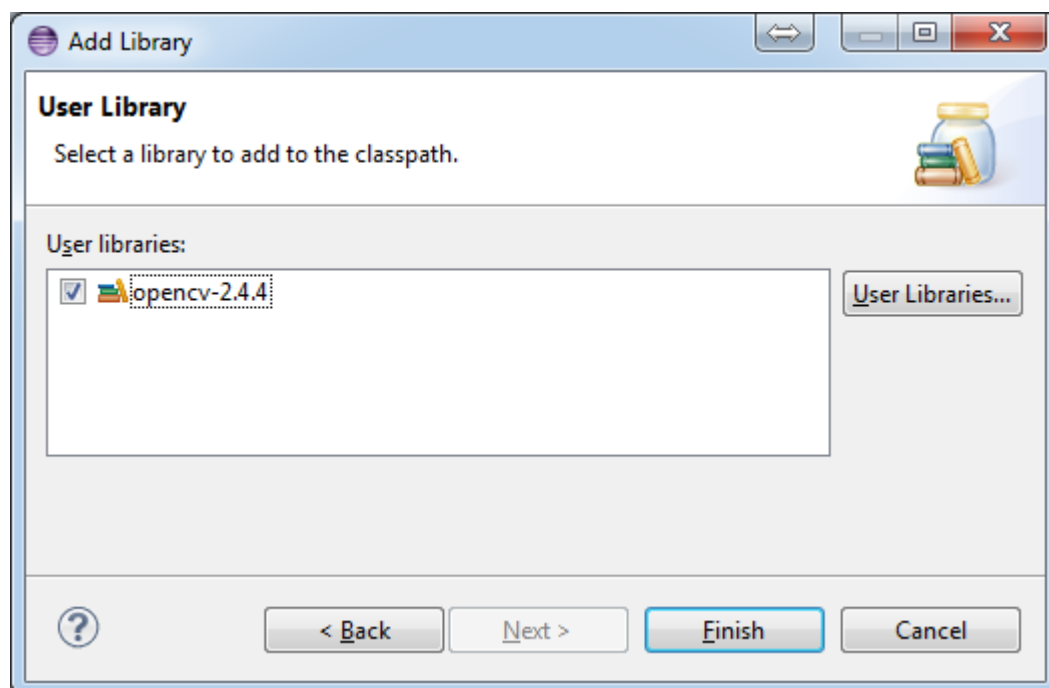 Add Library
User Library
Select a library to add to the classpath.
User libraries:
opencv-2.4.4
User Libraries...
< Back
Next >
Finish
Cancel